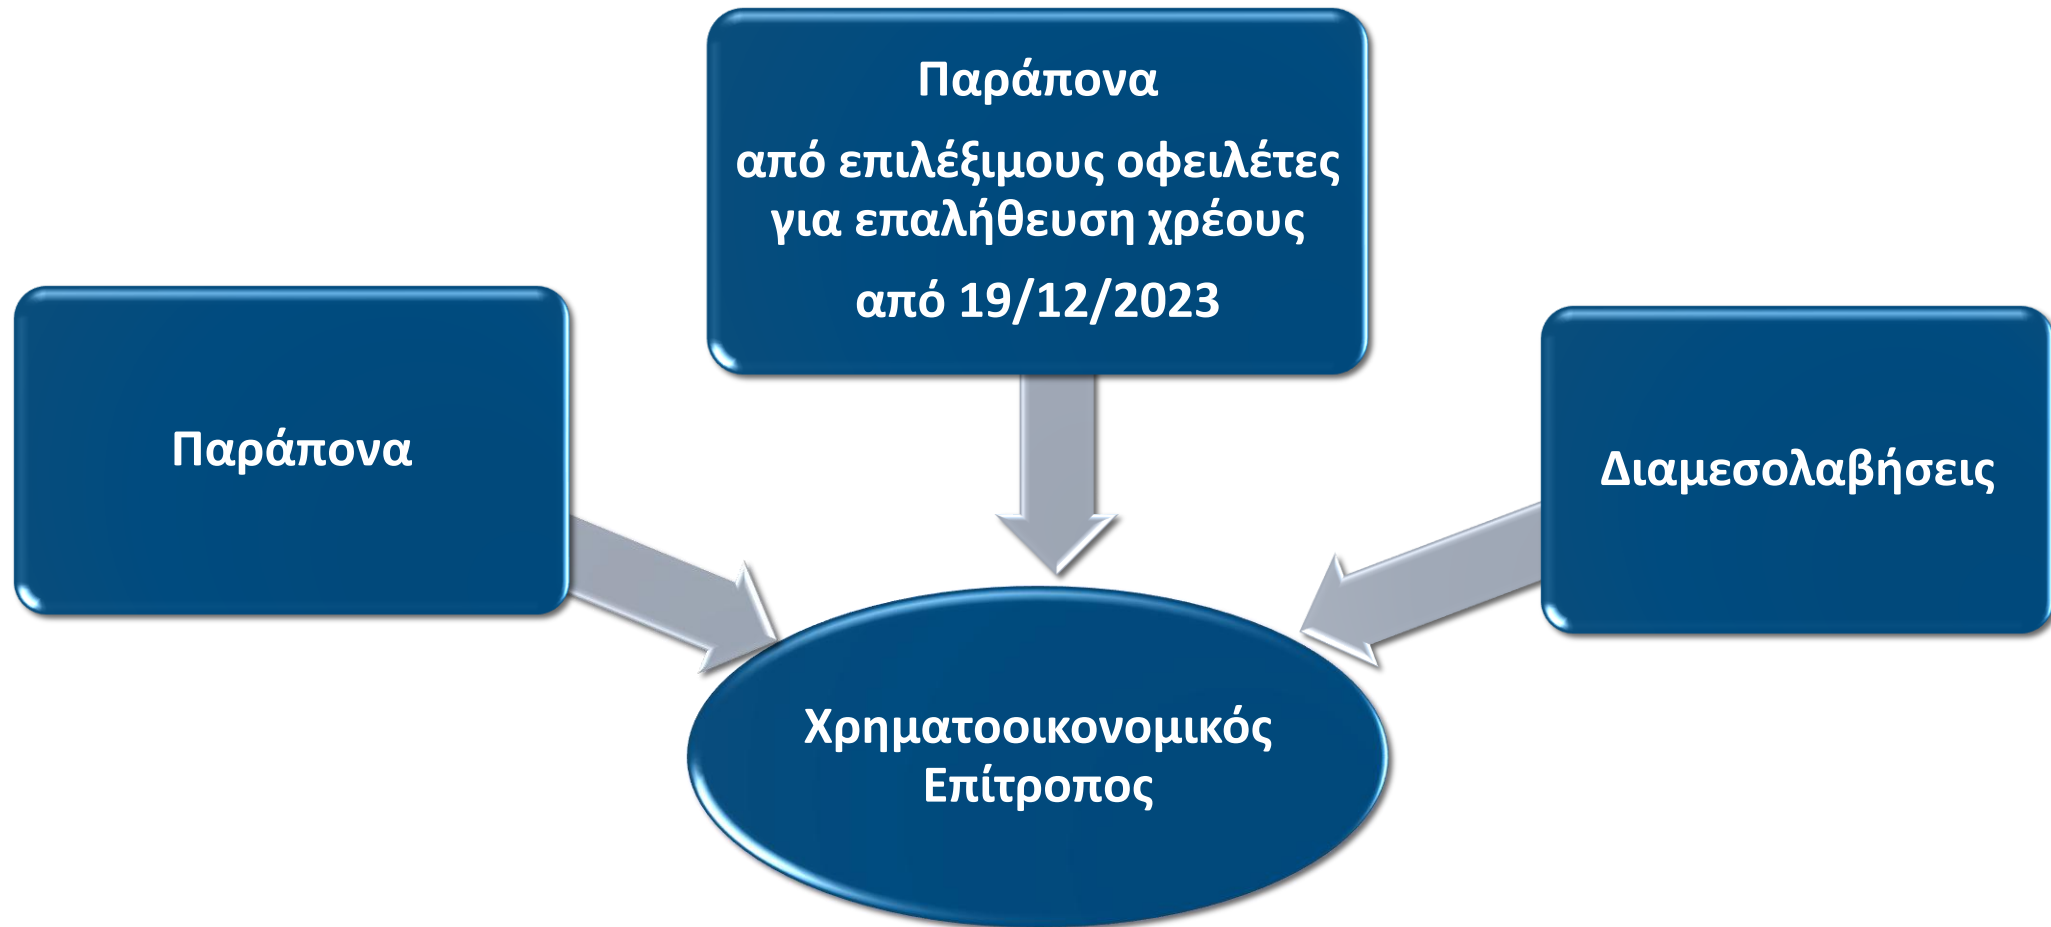 Παράπονα
από επιλέξιμους οφειλέτες
για επαλήθευση χρέους
από 19/12/2023
Παράπονα
Διαμεσολαβήσεις
Χρηματοοικονομικός
Επίτροπος